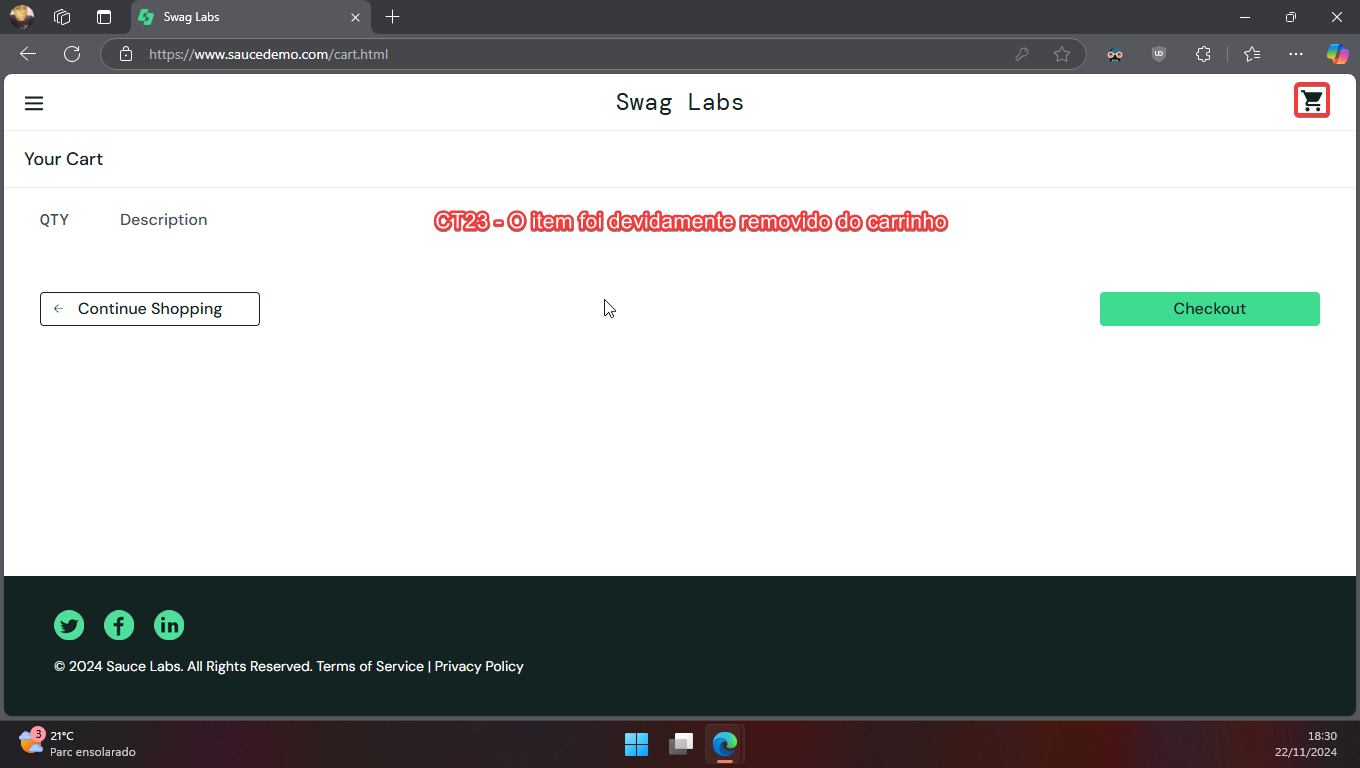 Swag Labs
https://www.saucedemo.com/cart.html
Swag Labs
Your Cart
QTY Description
CT23 - O item foi devidamente removido do carrinho
Continue Shopping
Checkout
© 2024 Sauce Labs. All Rights Reserved. Terms of Service | Privacy Policy
3
21°C
Parc ensolarado
18:30
22/11/2024